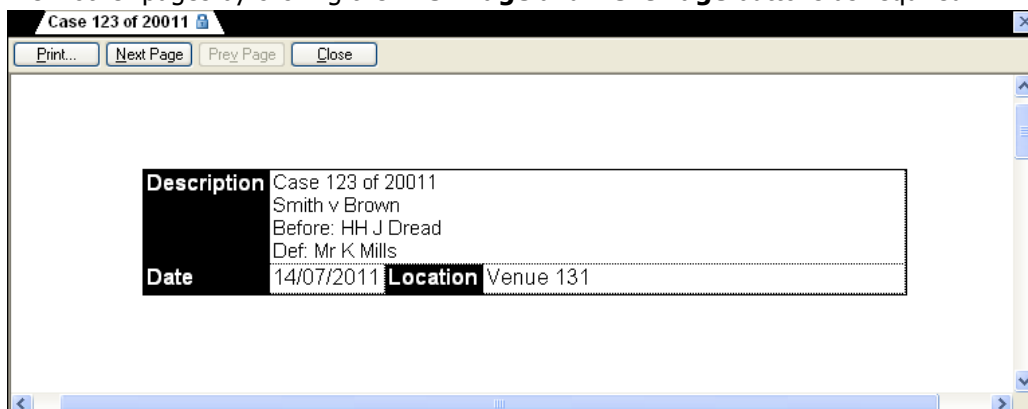 Case 123 of 20011
Print... Next Page Prev Page Close
Description Case 123 of 20011
Smith v Brown
Before: HH J Dread
Def: Mr K Mills
Date 14/07/2011 Location Venue 131